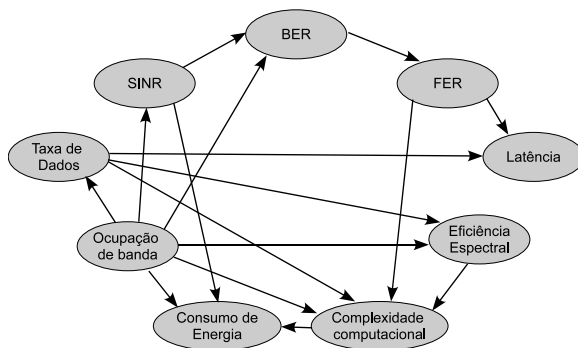 BER
SINR
FER
Taxa de
Dados
Latência
Ocupação
de banda
Eficiência
Espectral
Consumo de
Energia
Complexidade
computacional